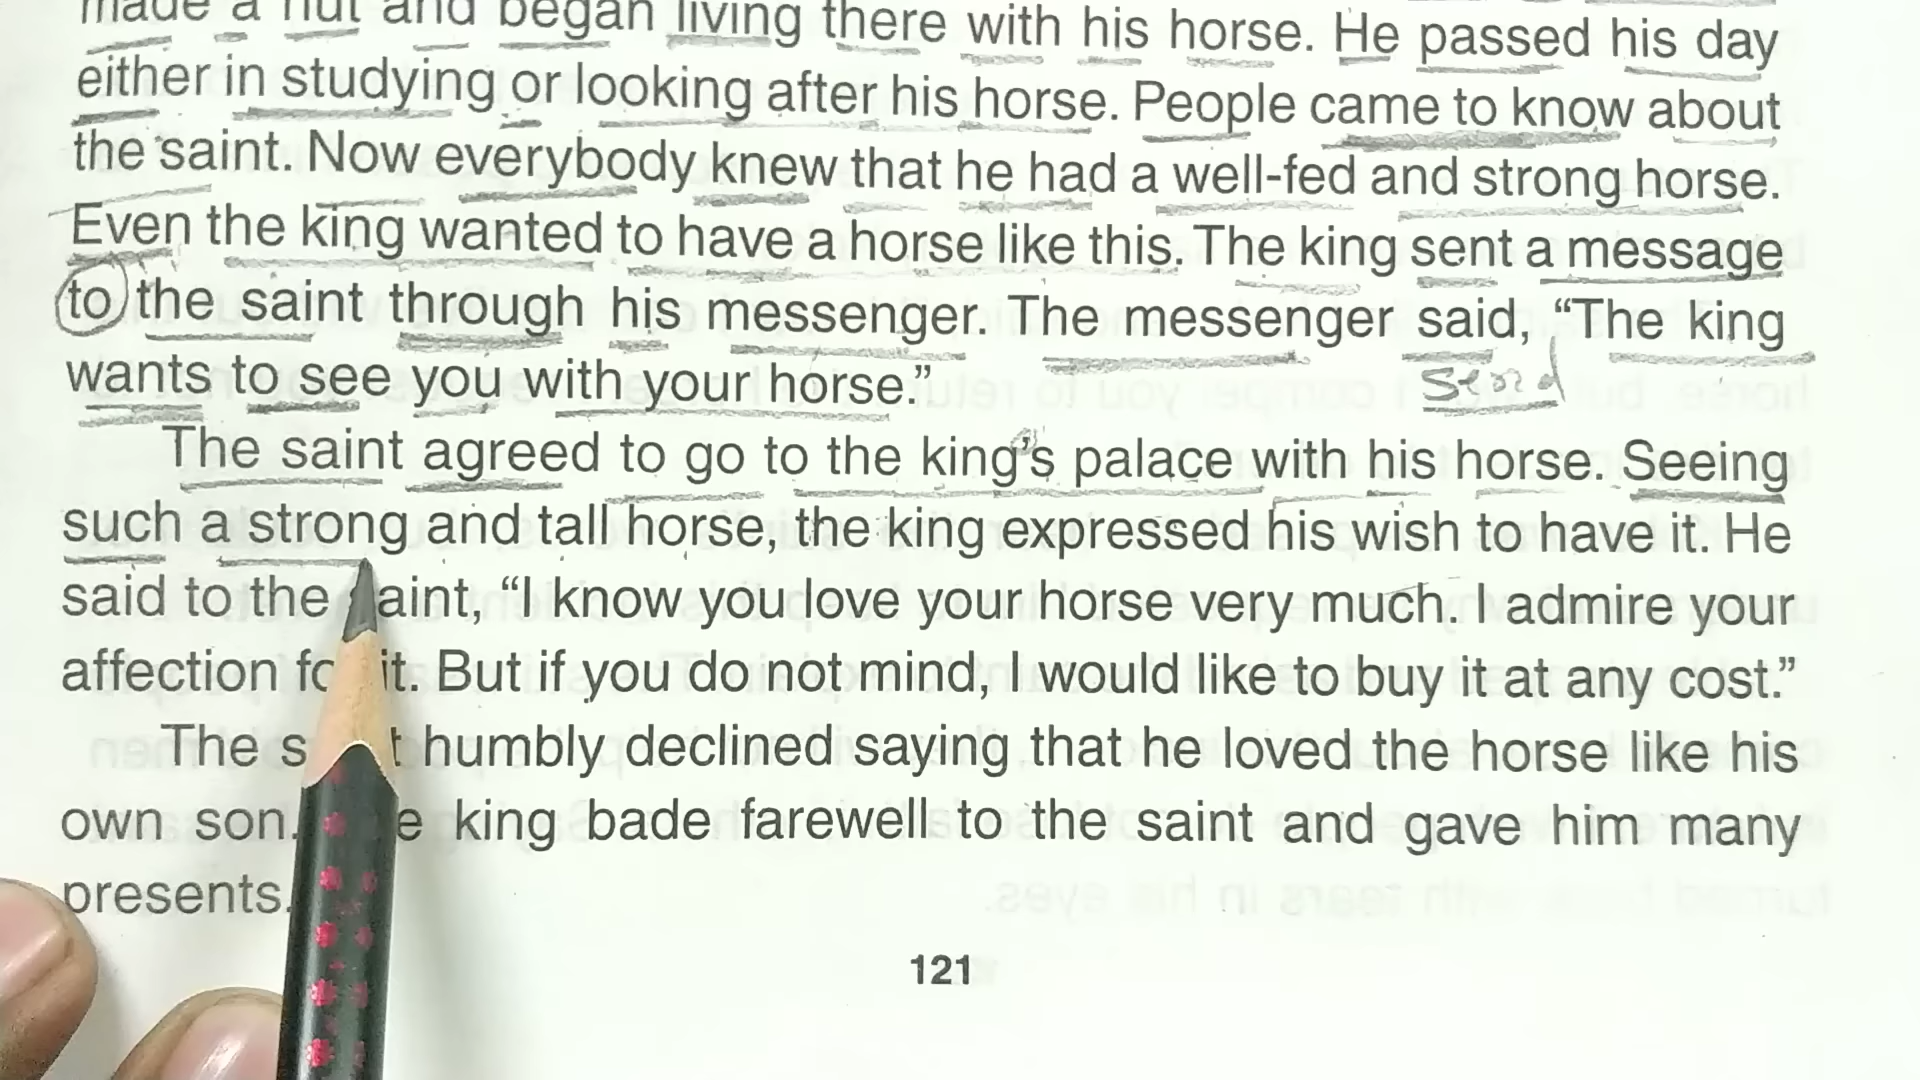 made a hut and began living there with his horse. He passed his day
either in studying or looking after his horse. People came to know about
the saint. Now everybody knew that he had a well-fed and strong horse.
Even the king wanted to have a horse like this. The king sent a message
to the saint through his messenger. The messenger said, “The king
wants to see you with your horse.”
Send
The saint agreed to go to the king's palace with his horse. Seeing
such a strong and tall horse, the king expressed his wish to have it. He
said to the aint, “I know you love your horse very much. I admire your
affection fo it. But if you do not mind, I would like to buy it at any cost.”
The s t humbly declined saying that he loved the horse like his
own son. e king bade farewell to the saint and gave him many
presents.
121